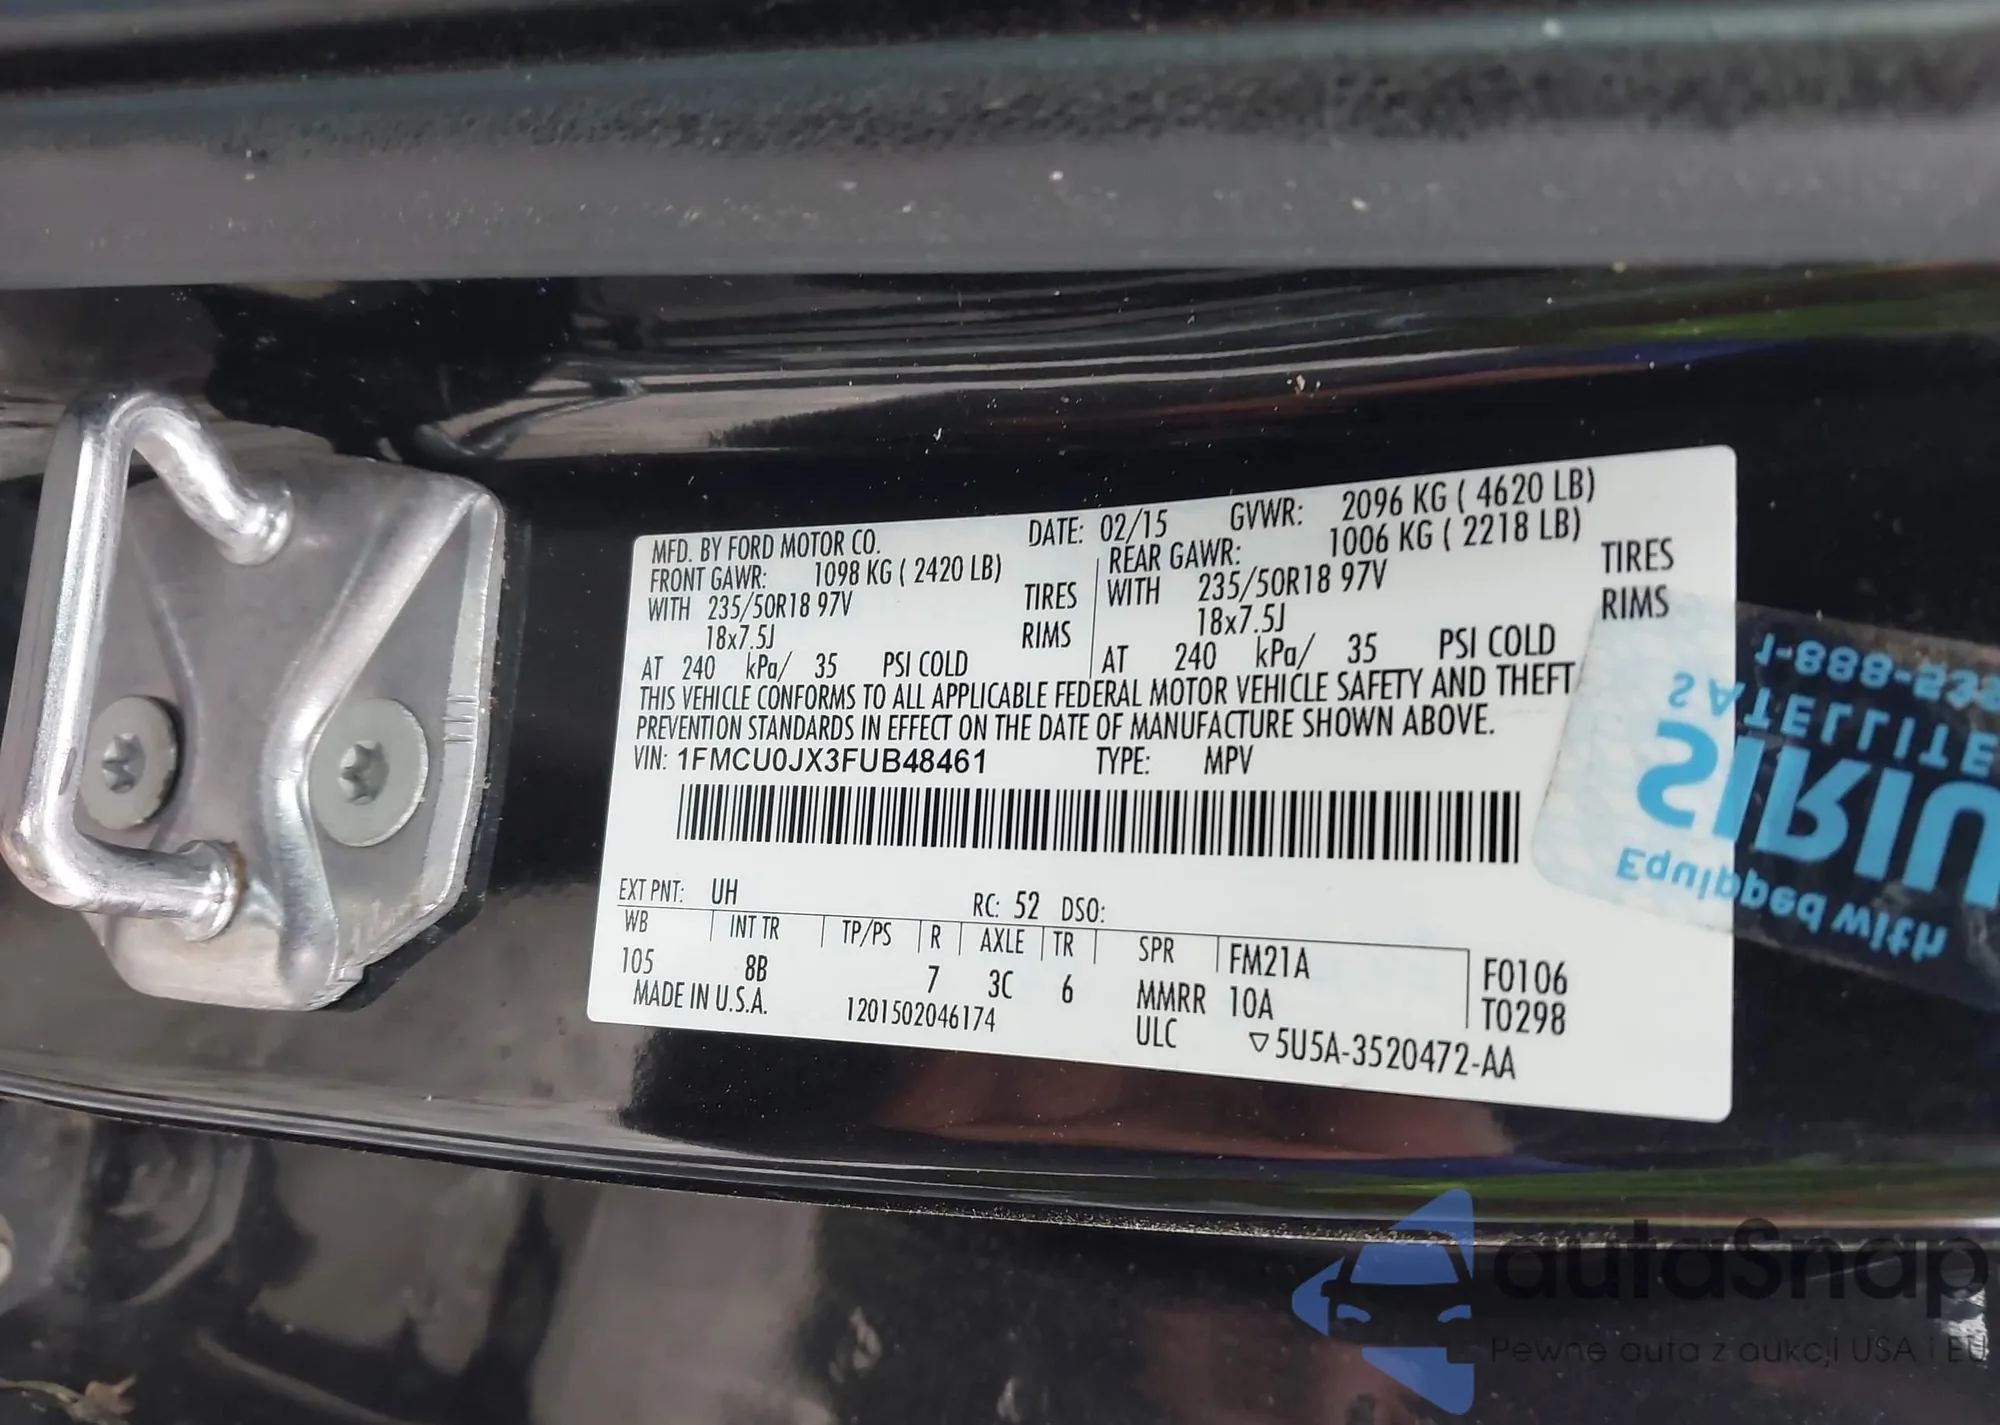 MFD. BY FORD MOTOR CO. DATE: 02/15 GVWR: 2096 KG ( 4620 LB)
FRONT GAWR: 1098 KG ( 2420 LB) REAR GAWR: 1006 KG ( 2218 LB)
WITH 235/50R18 97V TIRES WITH 235/50R18 97V TIRES
18x7.5J RIMS 18x7.5J RIMS
AT 240 kPa/ 35 PSI COLD AT 240 kPa/ 35 PSI COLD
THIS VEHICLE CONFORMS TO ALL APPLICABLE FEDERAL MOTOR VEHICLE SAFETY AND THEFT
PREVENTION STANDARDS IN EFFECT ON THE DATE OF MANUFACTURE SHOWN ABOVE.
VIN: 1FMCU0JX3FUB48461 TYPE: MPV
EXT PNT: UH RC: 52 DSO:
WB INT TR TP/PS R AXLE TR SPR FM21A F0106
105 8B 7 3C 6 MMRR 10A T0298
MADE IN U.S.A. 1201502046174 ULC ▽5U5A-3520472-AA
Equipped with
SIRIU
SATELLITE
1-888-539
autaSnap
Pewne auta z aukcji USA i EU